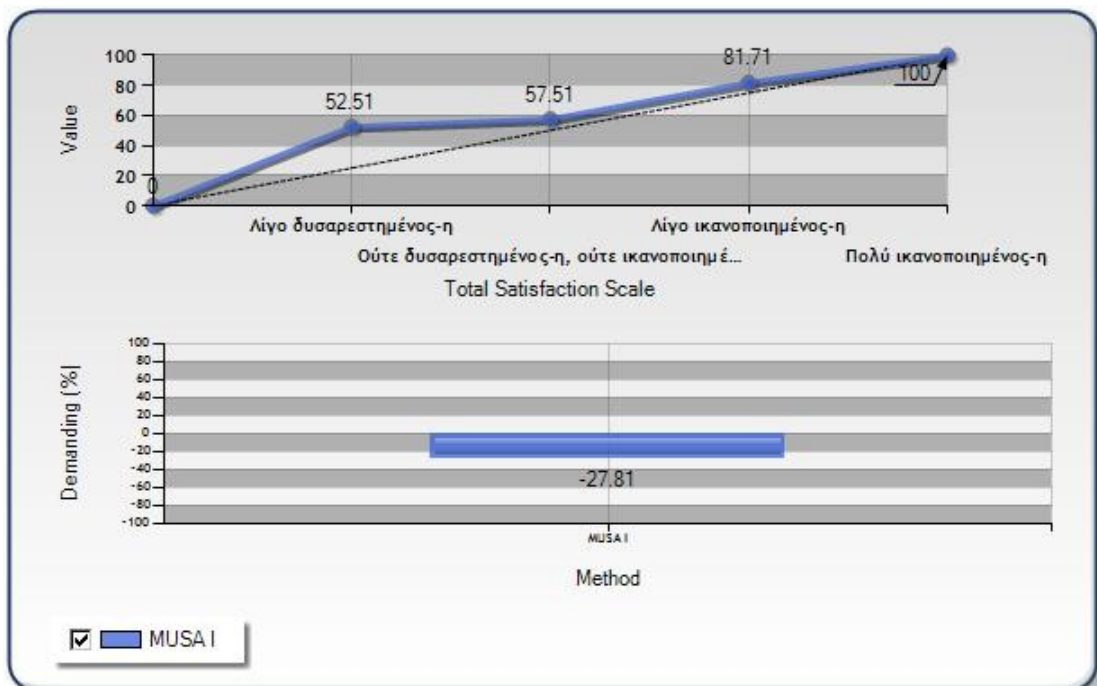 Value
100
80
60
40
20
0
0
52.51
57.51
81.71
100
Λίγο δυσαρεστημένος-η
Λίγο ικανοποιημένος-η
Ούτε δυσαρεστημένος-η, ούτε ικανοποιημέ...
Πολύ ικανοποιημένος-η
Total Satisfaction Scale
Demanding (%|
100
80
60
40
20
0
-20
-40
-60
-80
-100
-27.81
MUSA I
Method
MUSA I